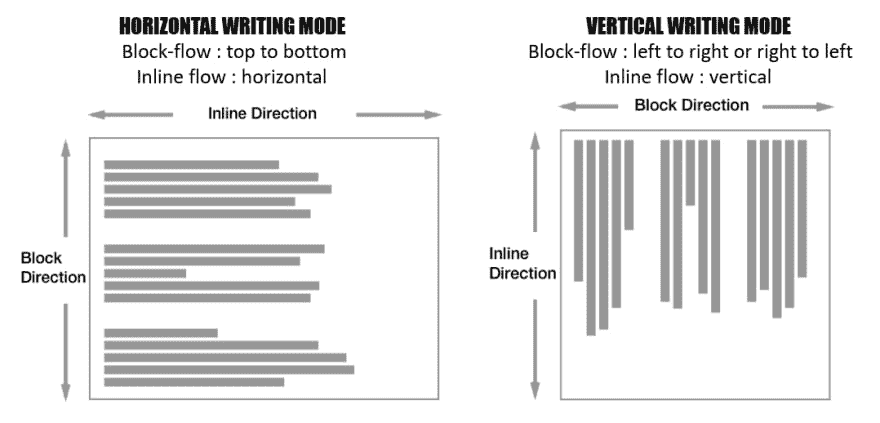 HORIZONTAL WRITING MODE
Block-flow : top to bottom
Inline flow : horizontal
Inline Direction
Block
Direction
VERTICAL WRITING MODE
Block-flow : left to right or right to left
Inline flow : vertical
Block Direction
Inline
Direction